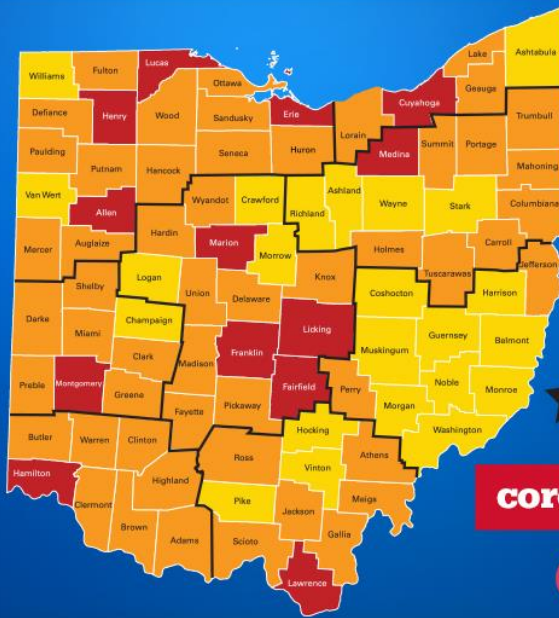 Ashtabula
Lake
Lucas
Williams
Fulton
Ottawa
Geauga
Cuyahoga
Defiance
Henry
Wood
Sandusky
Erie
Trumbull
Lorain
Medina
Summit
Portage
Paulding
Seneca
Huron
Putnam
Hancock
Mahoning
Van Wert
Ashland
Wyandot
Crawford
Wayne
Stark
Columbiana
Allen
Richland
Hardin
Marion
Mercer
Auglaize
Morrow
Holmes
Carroll
Tuscarawas
Jefferson
Logan
Knox
Shelby
Union
Coshocton
Harrison
Delaware
Darke
Champaign
Miami
Licking
Guernsey
Belmont
Franklin
Muskingum
Clark
Madison
Preble
Montgomery
Fairfield
Perry
Noble
Monroe
Greene
Pickaway
Morgan
Fayette
Washington
Hocking
Butler
Warren
Clinton
Ross
Athens
Vinton
Hamilton
Highland
Pike
Meigs
Clermont
Jackson
Brown
Adams
Scioto
Gallia
Lawrence
cor